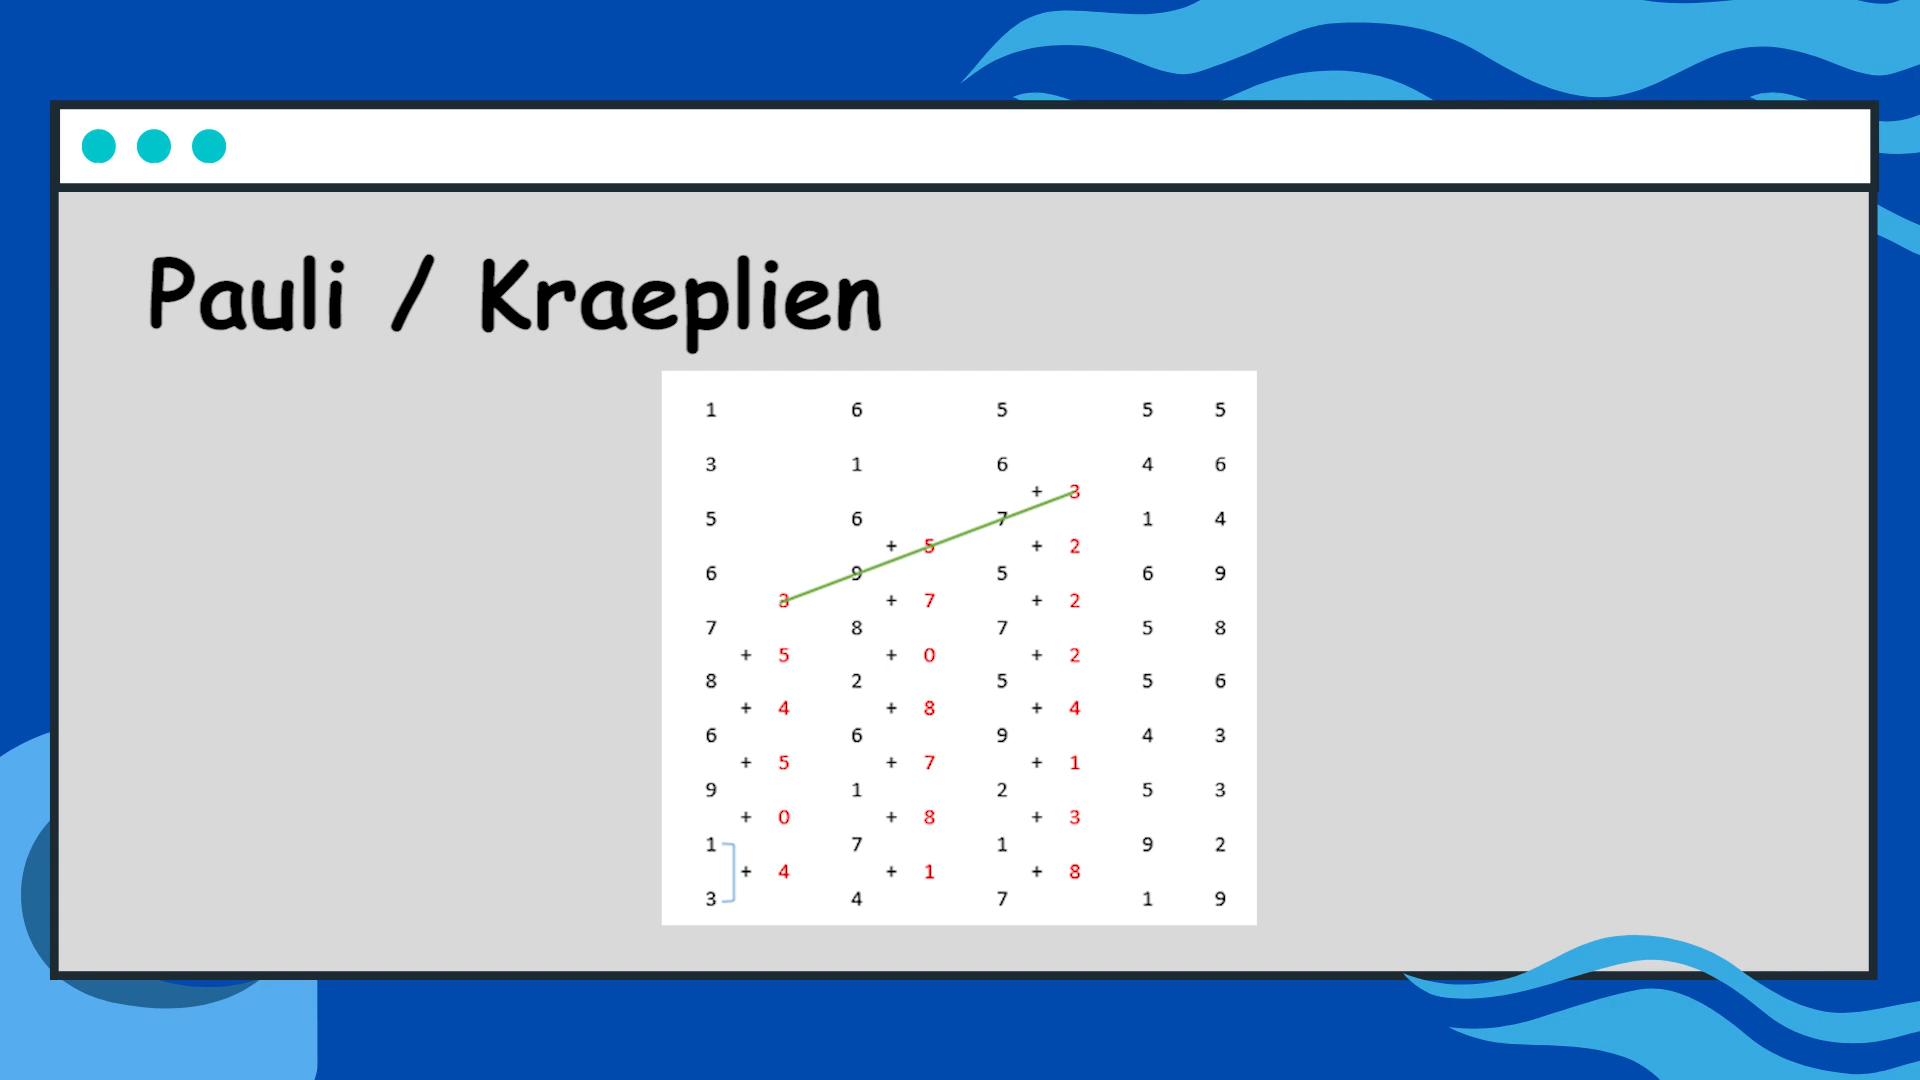 Pauli / Kraeplien
1 6 5 5 5
3 1 6 4 6
+ 3
5 6 7 1 4
+ 5 + 2
6 9 5 6 9
3 + 7 + 2
7 8 7 5 8
+ 5 + 0 + 2
8 2 5 5 6
+ 4 + 8 + 4
6 6 9 4 3
+ 5 + 7 + 1
9 1 2 5 3
+ 0 + 8 + 3
1 7 1 9 2
+ 4 + 1 + 8
3 4 7 1 9